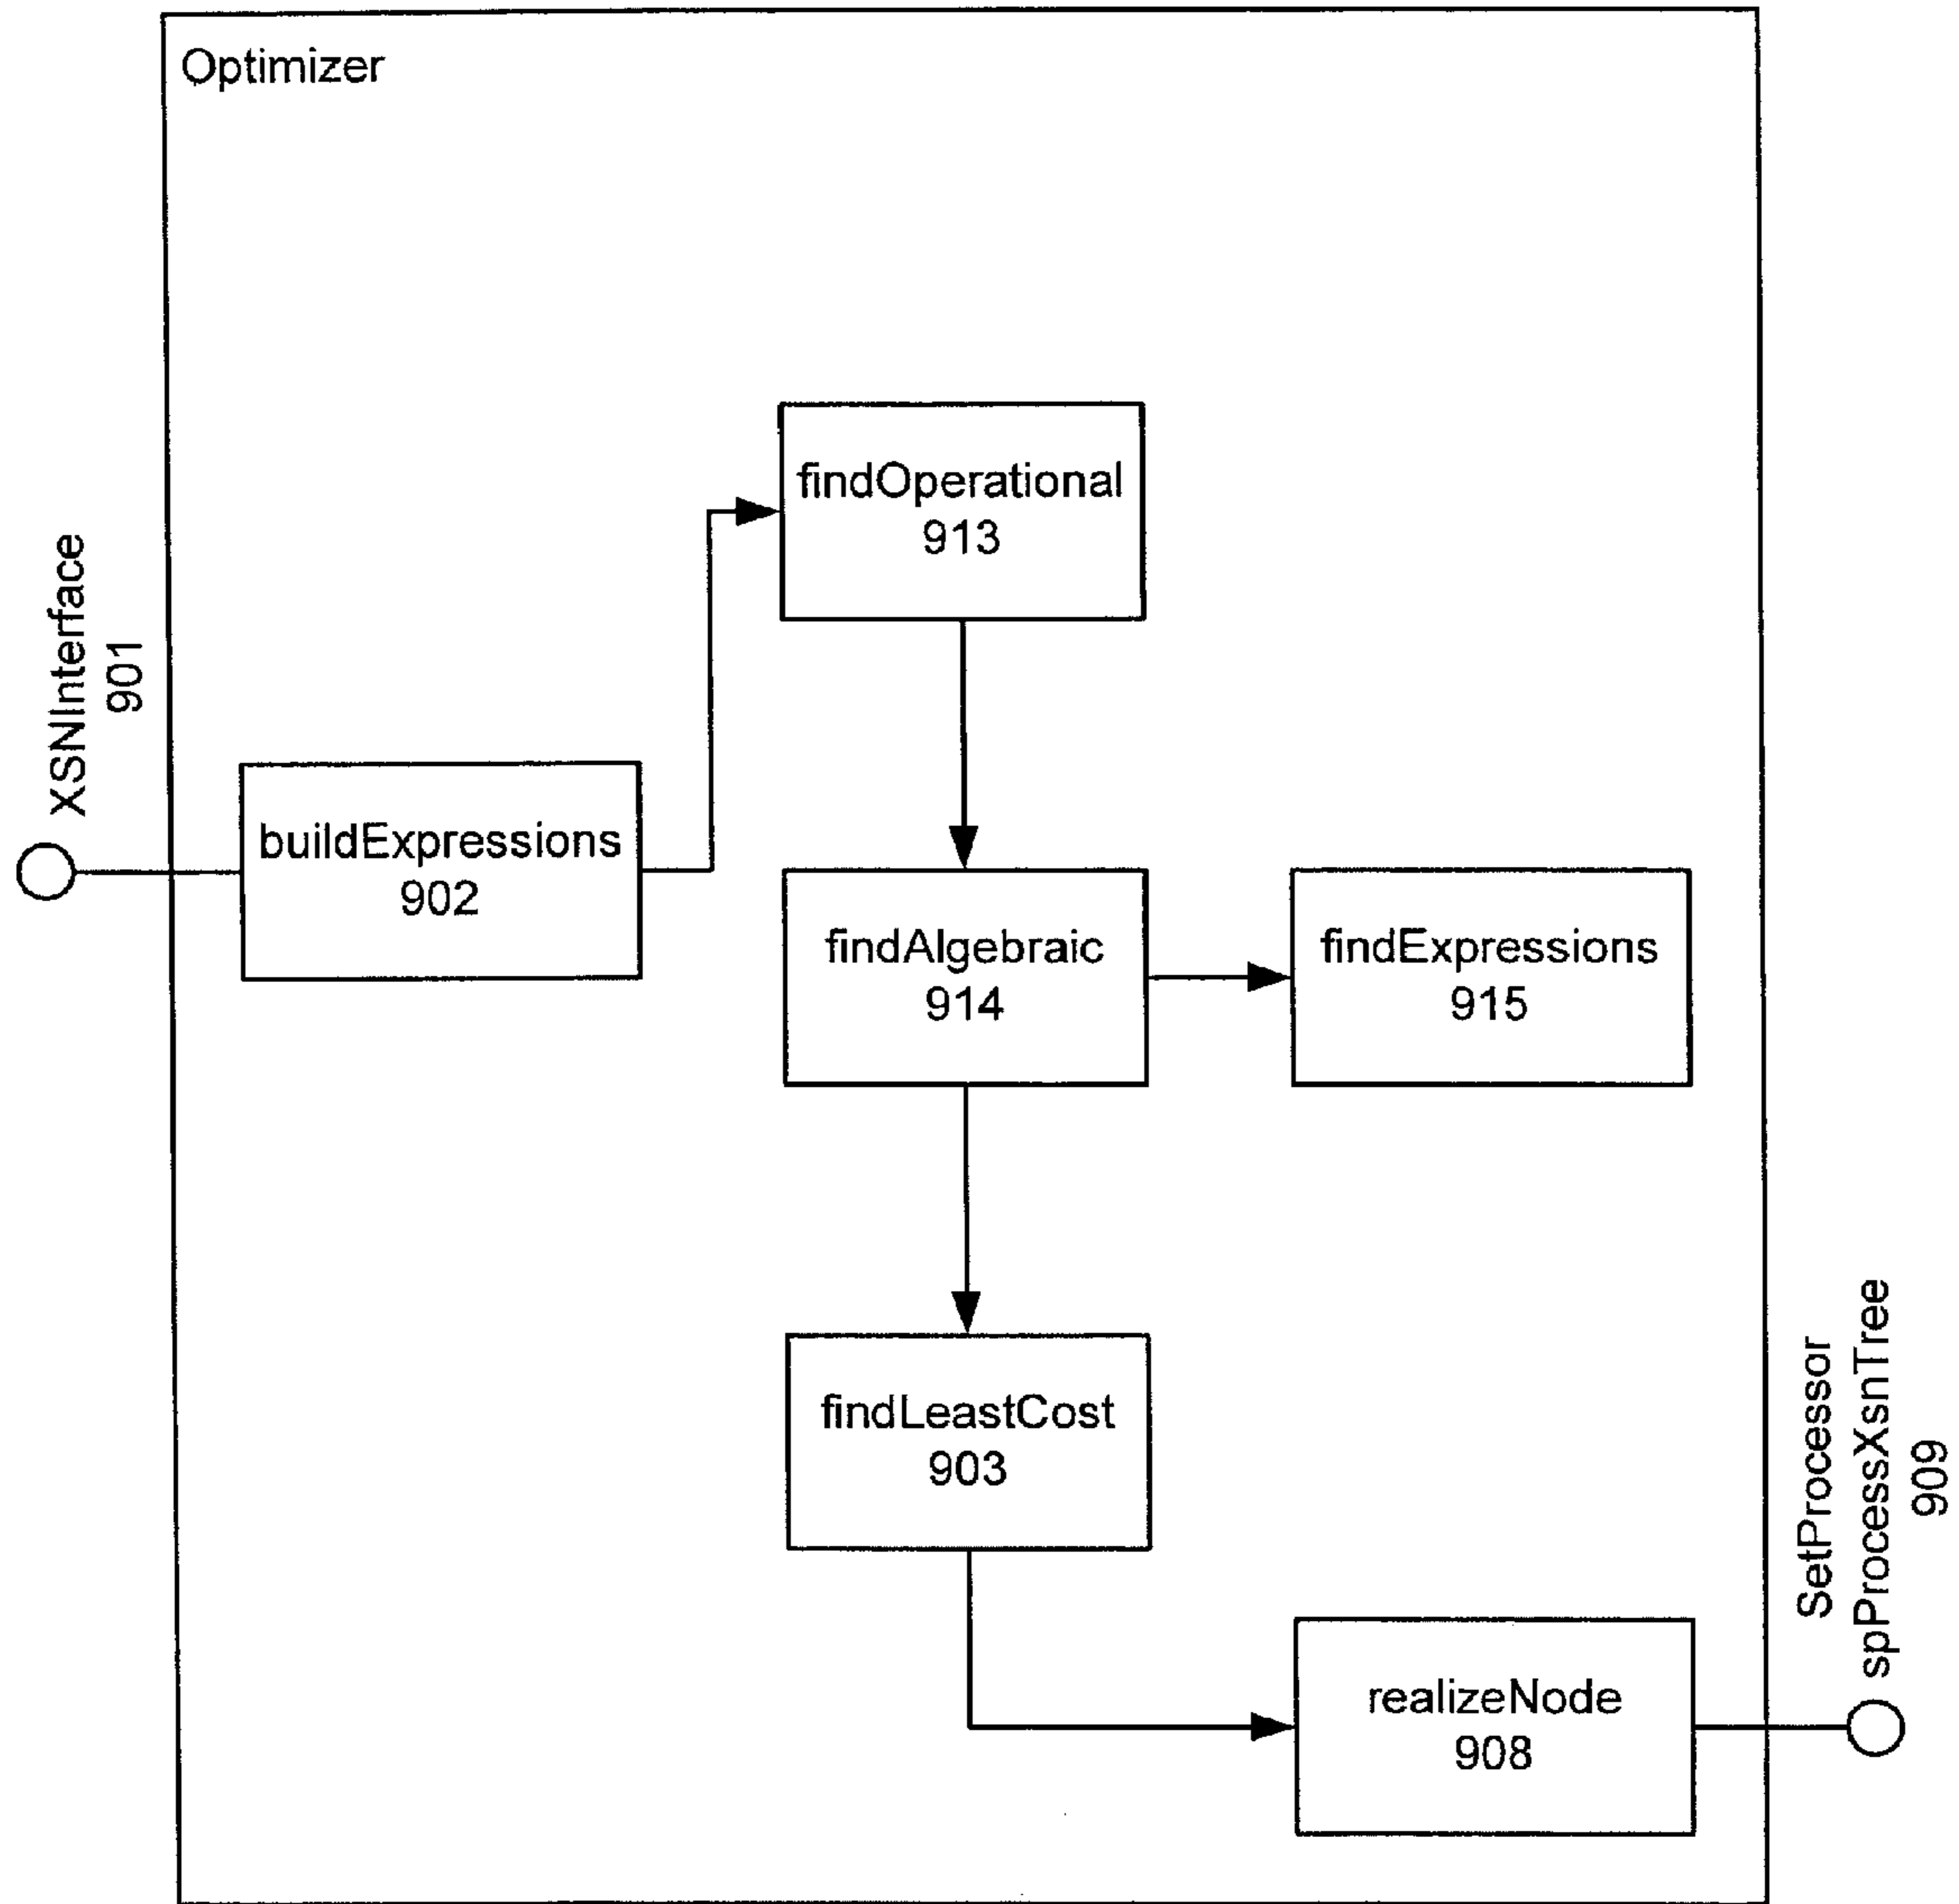 Optimizer
XSNInterface
901
buildExpressions
902
findOperational
913
findAlgebraic
914
findExpressions
915
findLeastCost
903
realizeNode
908
SetProcessor
spProcessXsnTree
909